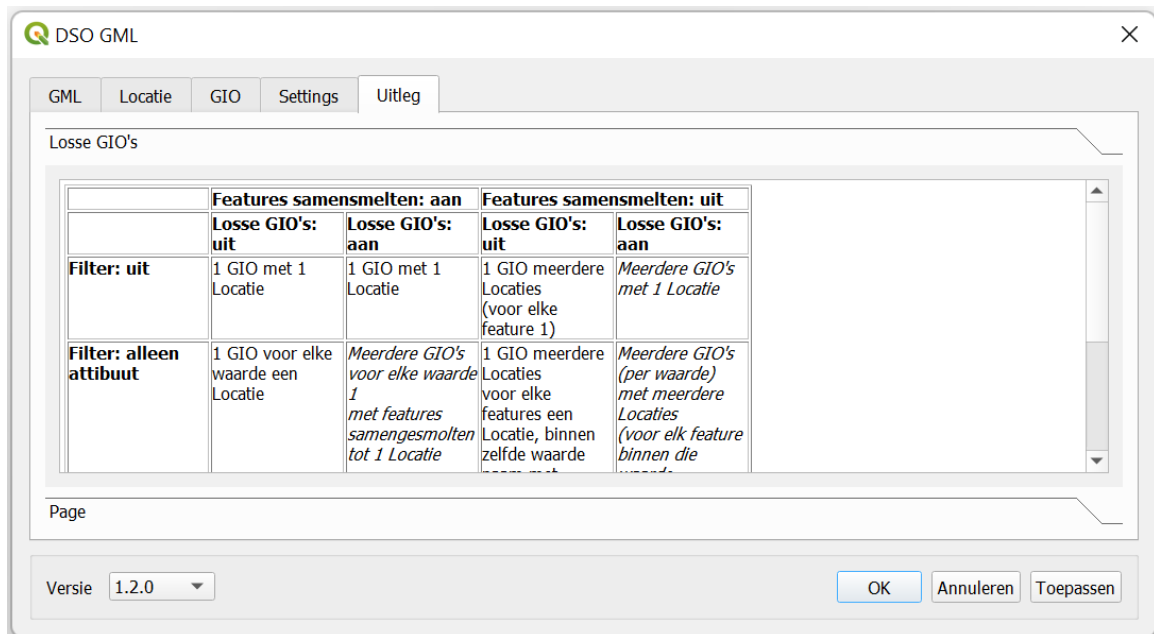 DSO GML
GML Locatie GIO Settings Uitleg
Losse GIO's
Features samensmelten: aan Features samensmelten: uit
Losse GIO's: uit Losse GIO's: aan Losse GIO's: uit Losse GIO's: aan
Filter: uit
1 GIO met 1
Locatie
1 GIO met 1
Locatie
1 GIO meerdere
Locaties
(voor elke
feature 1)
Meerdere GIO's
met 1 Locatie
Filter: alleen
attibuut
1 GIO voor elke
waarde een
Locatie
Meerdere GIO's
voor elke waarde
1
met features
samengesmolten
tot 1 Locatie
1 GIO meerdere
Locaties
voor elke
features een
Locatie, binnen
zelfde waarde
Meerdere GIO's
(per waarde)
met meerdere
Locaties
(voor elk feature
binnen die
Page
Versie 1.2.0 OK Annuleren Toepassen